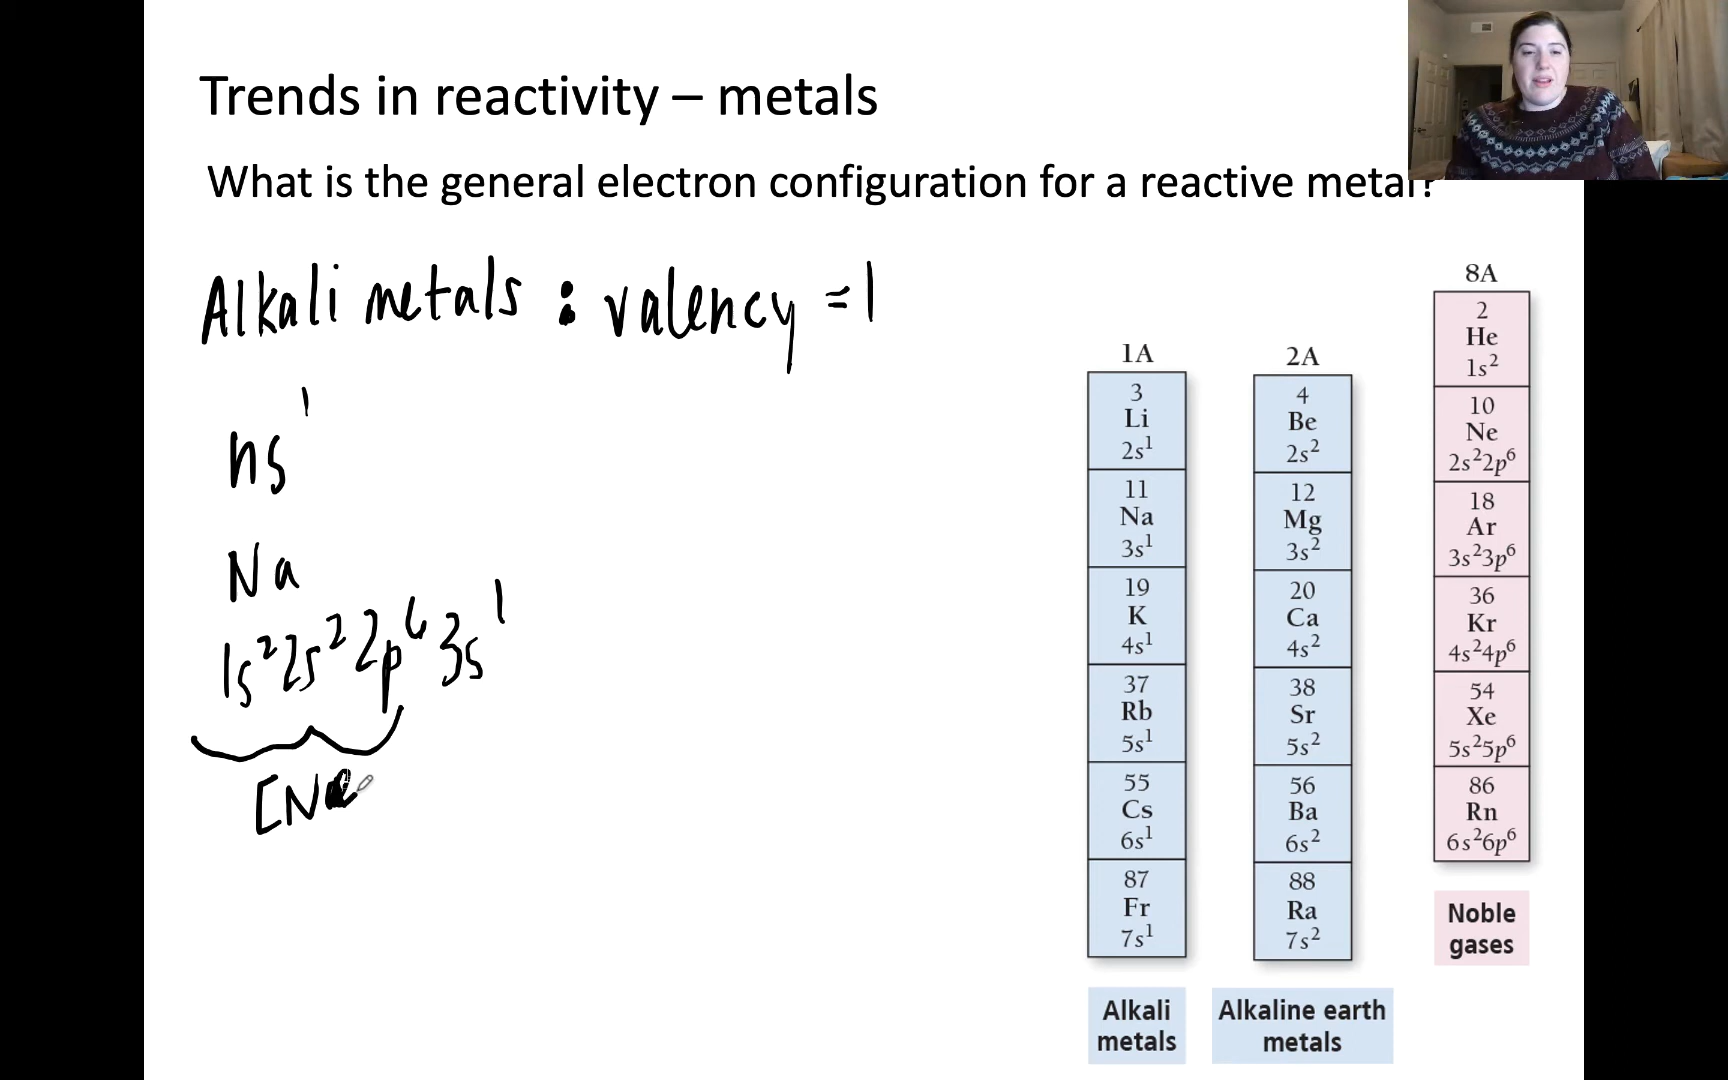 Trends in reactivity – metals
What is the general electron configuration for a reactive metal?
Alkali metals : valency = 1
ns¹
Na
1s²2s²2p⁶3s¹
[N
1A
3
Li
2s¹
11
Na
3s¹
19
K
4s¹
37
Rb
5s¹
55
Cs
6s¹
87
Fr
7s¹
Alkali
metals
2A
4
Be
2s²
12
Mg
3s²
20
Ca
4s²
38
Sr
5s²
56
Ba
6s²
88
Ra
7s²
Alkaline earth
metals
8A
2
He
1s²
10
Ne
2s²2p⁶
18
Ar
3s²3p⁶
36
Kr
4s²4p⁶
54
Xe
5s²5p⁶
86
Rn
6s²6p⁶
Noble
gases